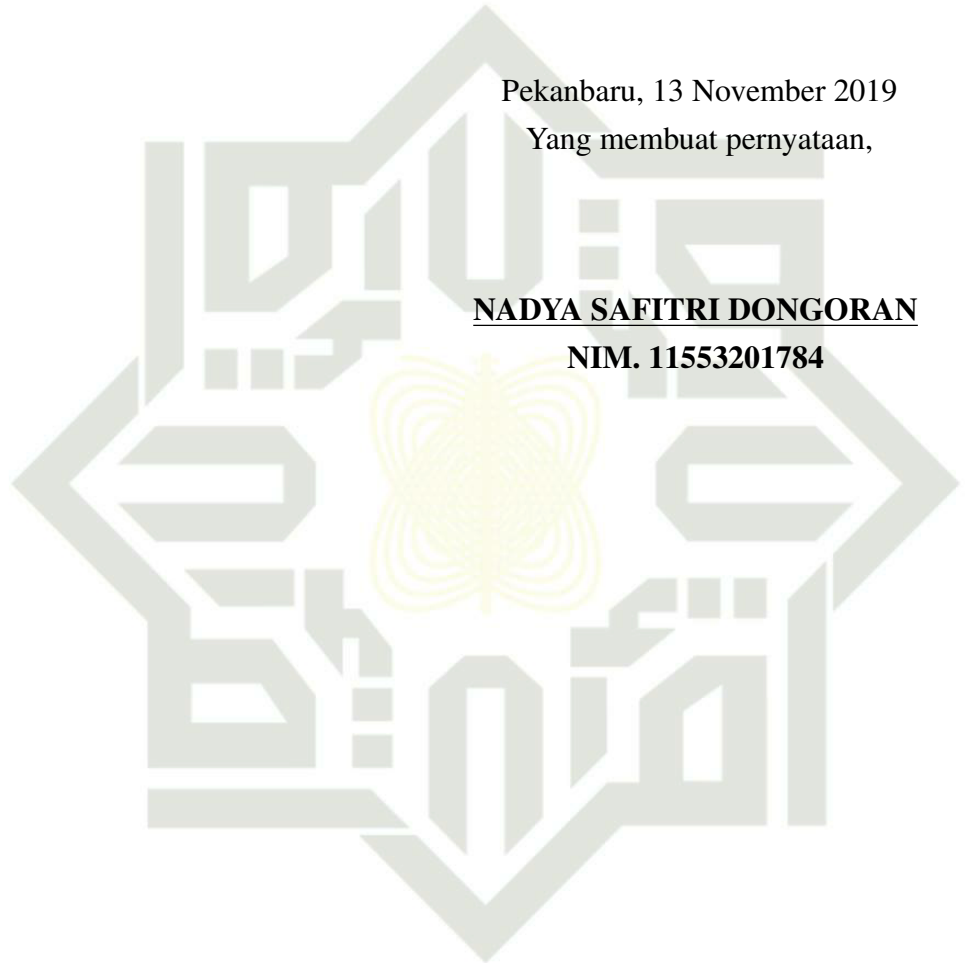 Pekanbaru, 13 November 2019
Yang membuat pernyataan,
NADYA SAFITRI DONGORAN
NIM. 11553201784